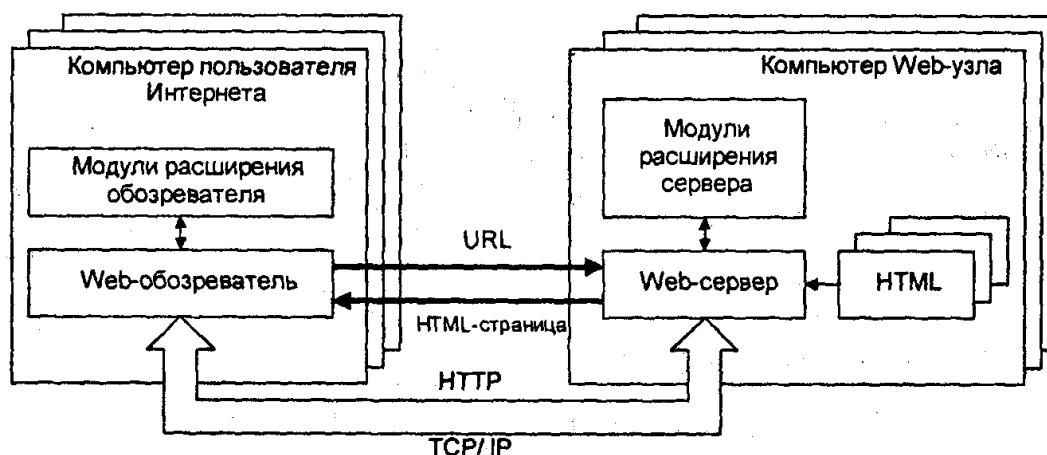 Компьютер пользователя
Интернета
Модули расширения
обозревателя
Web-обозреватель
URL
HTML-страница
HTTP
TCP/IP
Компьютер Web-узла
Модули
расширения
сервера
Web-сервер
HTML